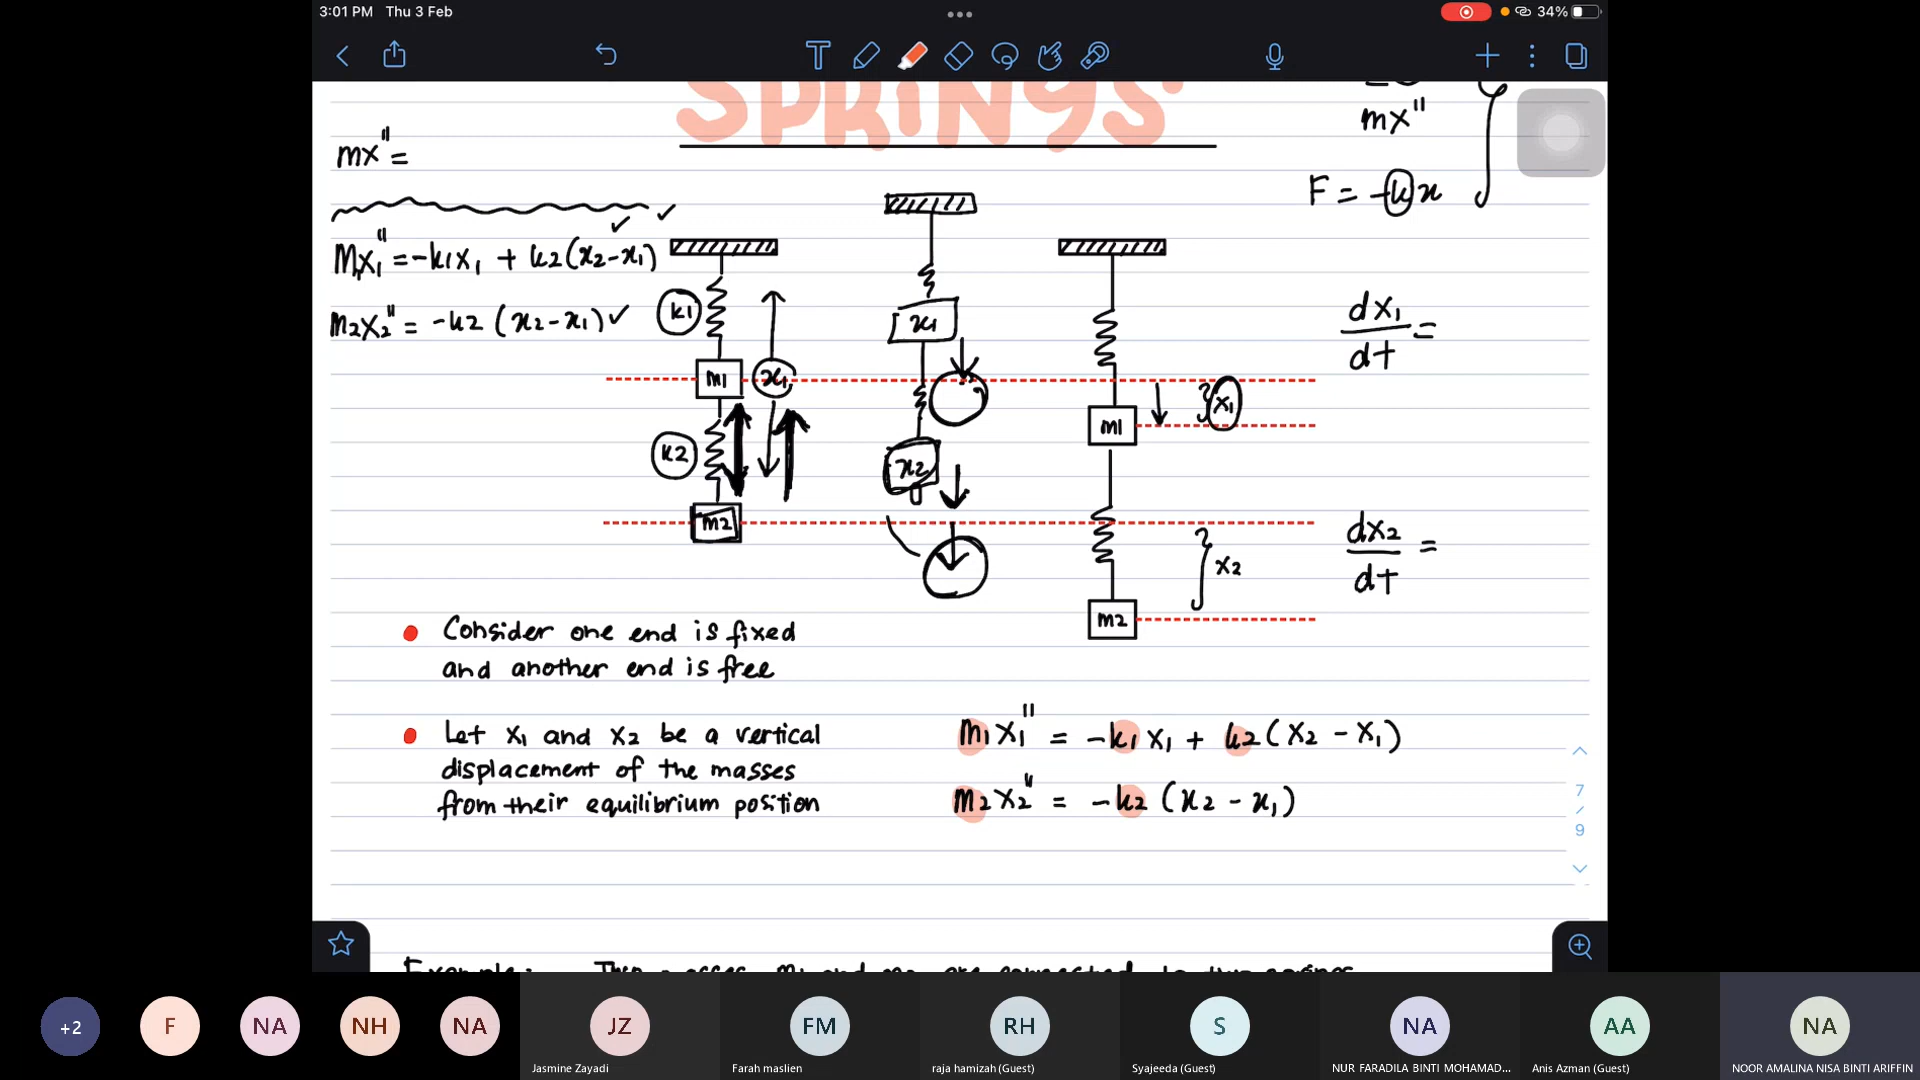 3:01 PM Thu 3 Feb
34%
SPRINGS
mx"
mx" =
F = -kx
M1x1" = -k1x1 + k2(x2-x1)
m2x2" = -k2 (x2-x1)
k1
m1
x1
k2
m2
x1
x2
m1
x1
x2
m2
dx1
dt =
dx2
dt =
Consider one end is fixed
and another end is free
Let x1 and x2 be a vertical
displacement of the masses
from their equilibrium position
m1x1" = -k1x1 + k2(x2 - x1)
m2x2" = -k2 (x2 - x1)
7
/
9
+2
F
NA
NH
NA
JZ
FM
RH
S
NA
AA
NA
Jasmine Zayadi
Farah maslien
raja hamizah (Guest)
Syajeeda (Guest)
NUR FARADILA BINTI MOHAMAD...
Anis Azman (Guest)
NOOR AMALINA NISA BINTI ARIFFIN